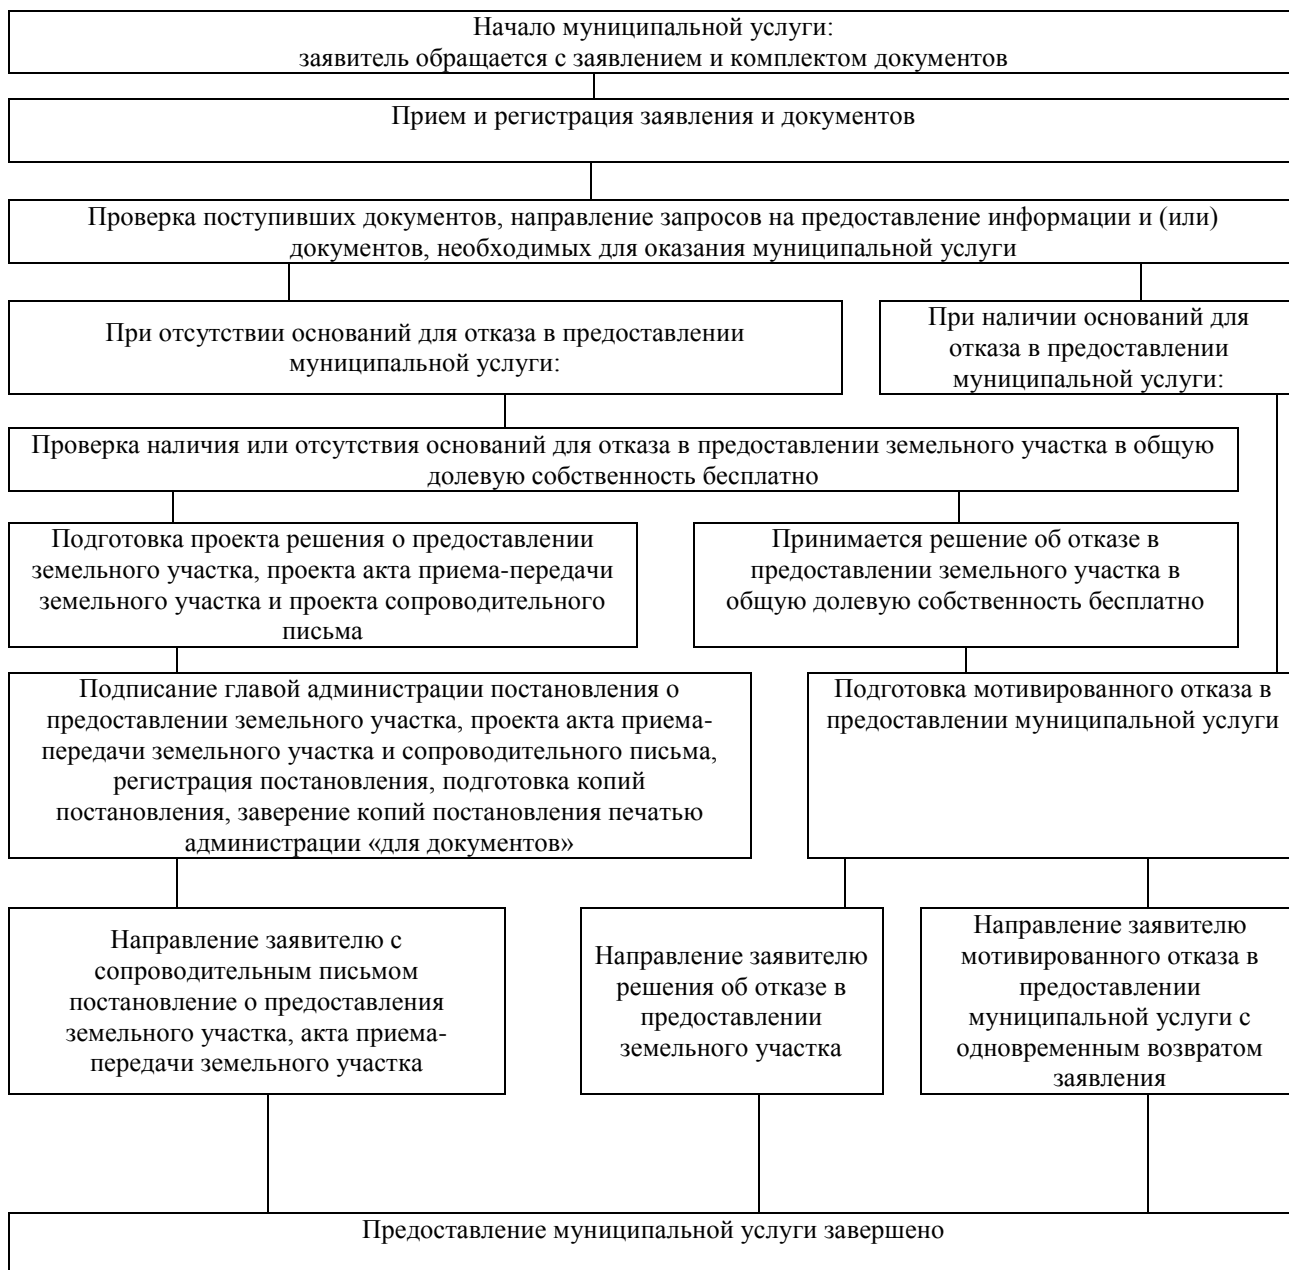 Начало муниципальной услуги:
заявитель обращается с заявлением и комплектом документов
Прием и регистрация заявления и документов
Проверка поступивших документов, направление запросов на предоставление информации и (или)
документов, необходимых для оказания муниципальной услуги
При отсутствии оснований для отказа в предоставлении
муниципальной услуги:
При наличии оснований для
отказа в предоставлении
муниципальной услуги:
Проверка наличия или отсутствия оснований для отказа в предоставлении земельного участка в общую
долевую собственность бесплатно
Подготовка проекта решения о предоставлении
земельного участка, проекта акта приема-передачи
земельного участка и проекта сопроводительного
письма
Принимается решение об отказе в
предоставлении земельного участка в
общую долевую собственность бесплатно
Подписание главой администрации постановления о
предоставлении земельного участка, проекта акта приема-
передачи земельного участка и сопроводительного письма,
регистрация постановления, подготовка копий
постановления, заверение копий постановления печатью
администрации «для документов»
Подготовка мотивированного отказа в
предоставлении муниципальной услуги
Направление заявителю с
сопроводительным письмом
постановление о предоставления
земельного участка, акта приема-
передачи земельного участка
Направление заявителю
решения об отказе в
предоставлении
земельного участка
Направление заявителю
мотивированного отказа в
предоставлении
муниципальной услуги с
одновременным возвратом
заявления
Предоставление муниципальной услуги завершено